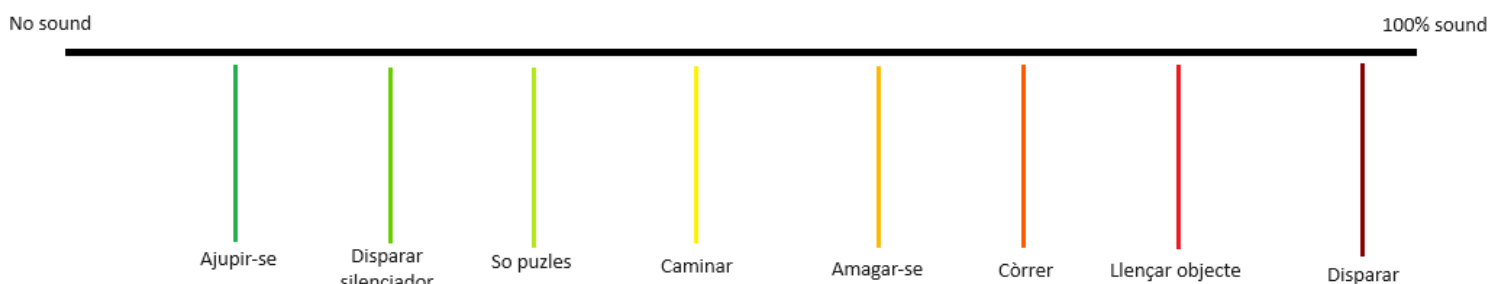 No sound
100% sound
Ajupir-se
Disparar
silenciador
So puzles
Caminar
Amagar-se
Còrrer
Llençar objecte
Disparar